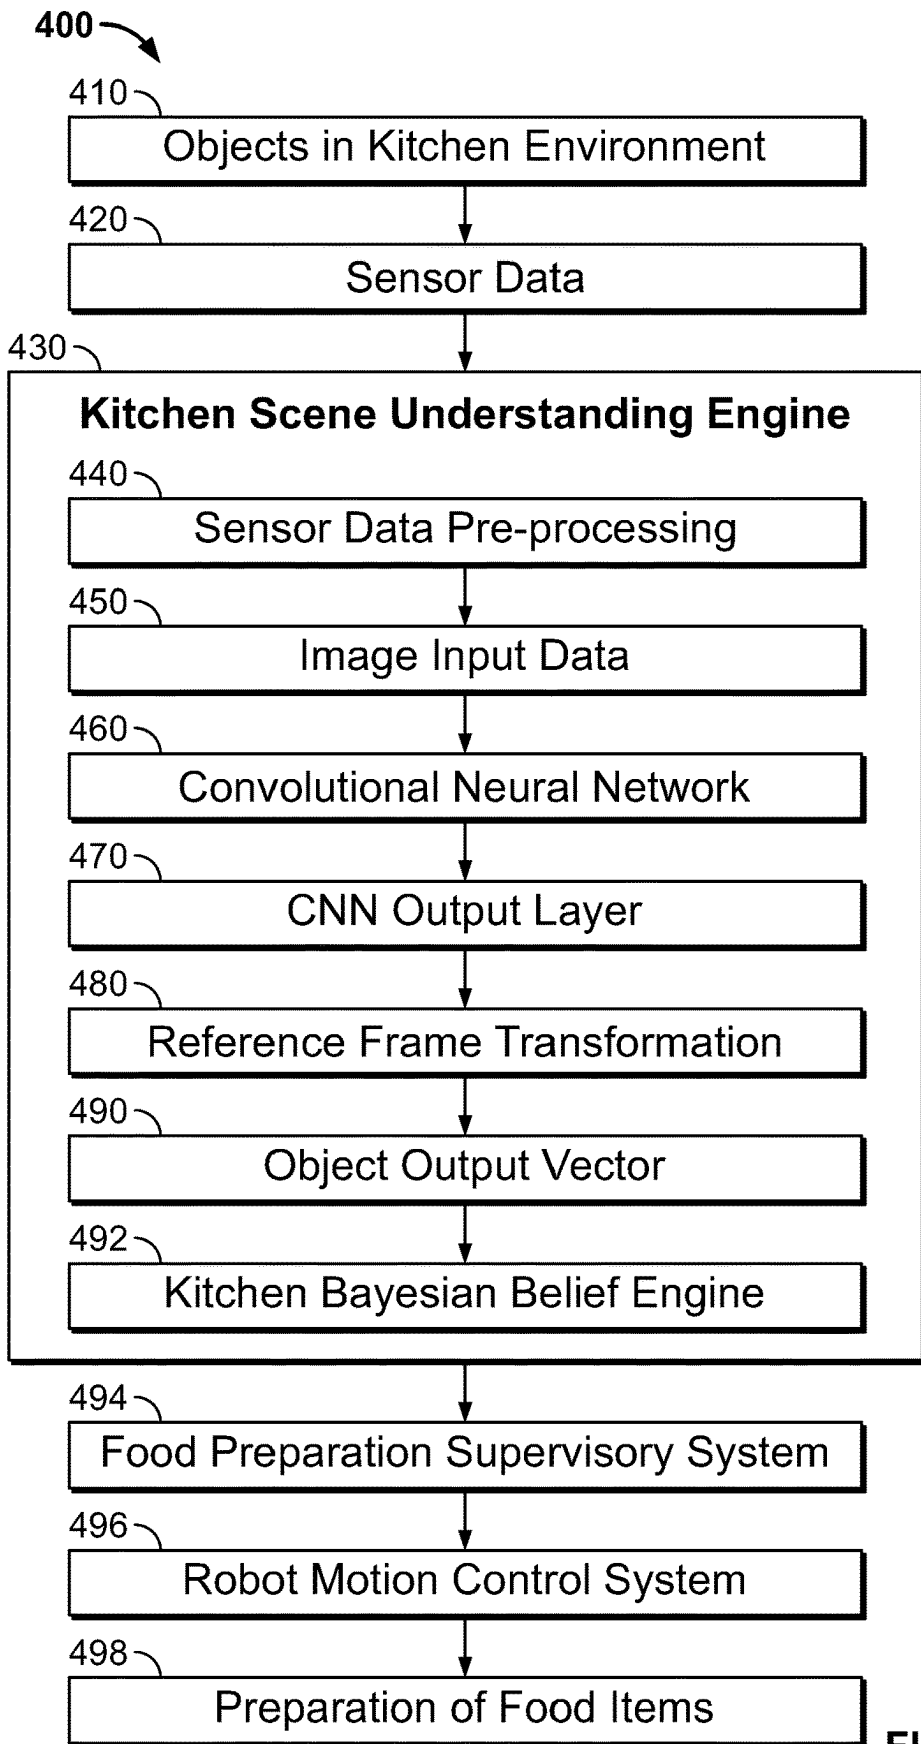 400
410
Objects in Kitchen Environment
420
Sensor Data
430
Kitchen Scene Understanding Engine
440
Sensor Data Pre-processing
450
Image Input Data
460
Convolutional Neural Network
470
CNN Output Layer
480
Reference Frame Transformation
490
Object Output Vector
492
Kitchen Bayesian Belief Engine
494
Food Preparation Supervisory System
496
Robot Motion Control System
498
Preparation of Food Items